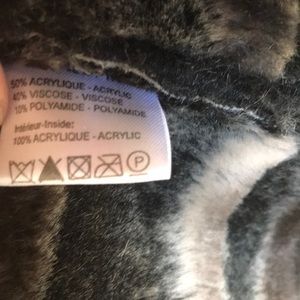 50% ACRYLIQUE - ACRYLIC
40% VISCOSE - VISCOSE
10% POLYAMIDE - POLYAMIDE
Intérieur-Inside:
100% ACRYLIQUE - ACRYLIC
P